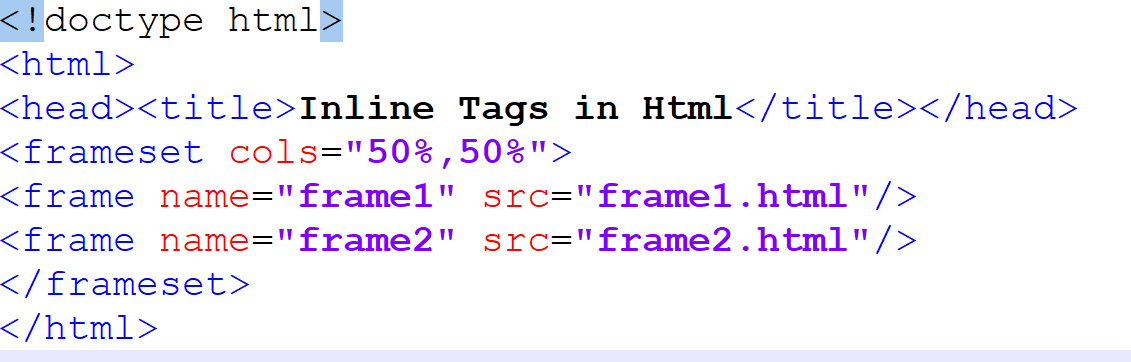 <!doctype html>
<html>
<head><title>Inline Tags in Html</title></head>
<frameset cols="50%,50%">
<frame name="frame1" src="frame1.html"/>
<frame name="frame2" src="frame2.html"/>
</frameset>
</html>